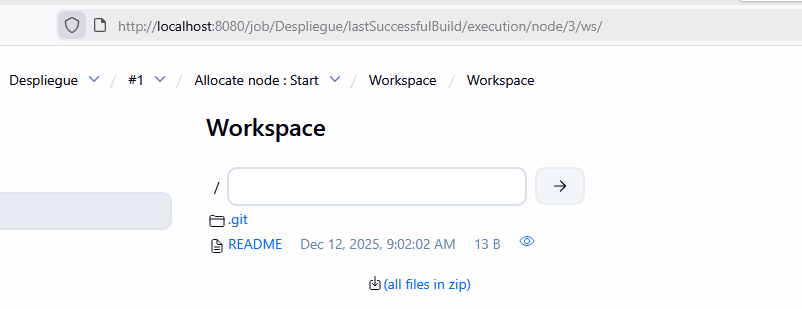 http://localhost:8080/job/Despliegue/lastSuccessfulBuild/execution/node/3/ws/
Despliegue / #1 / Allocate node : Start / Workspace / Workspace
Workspace
/
.git
README Dec 12, 2025, 9:02:02 AM 13 B
(all files in zip)